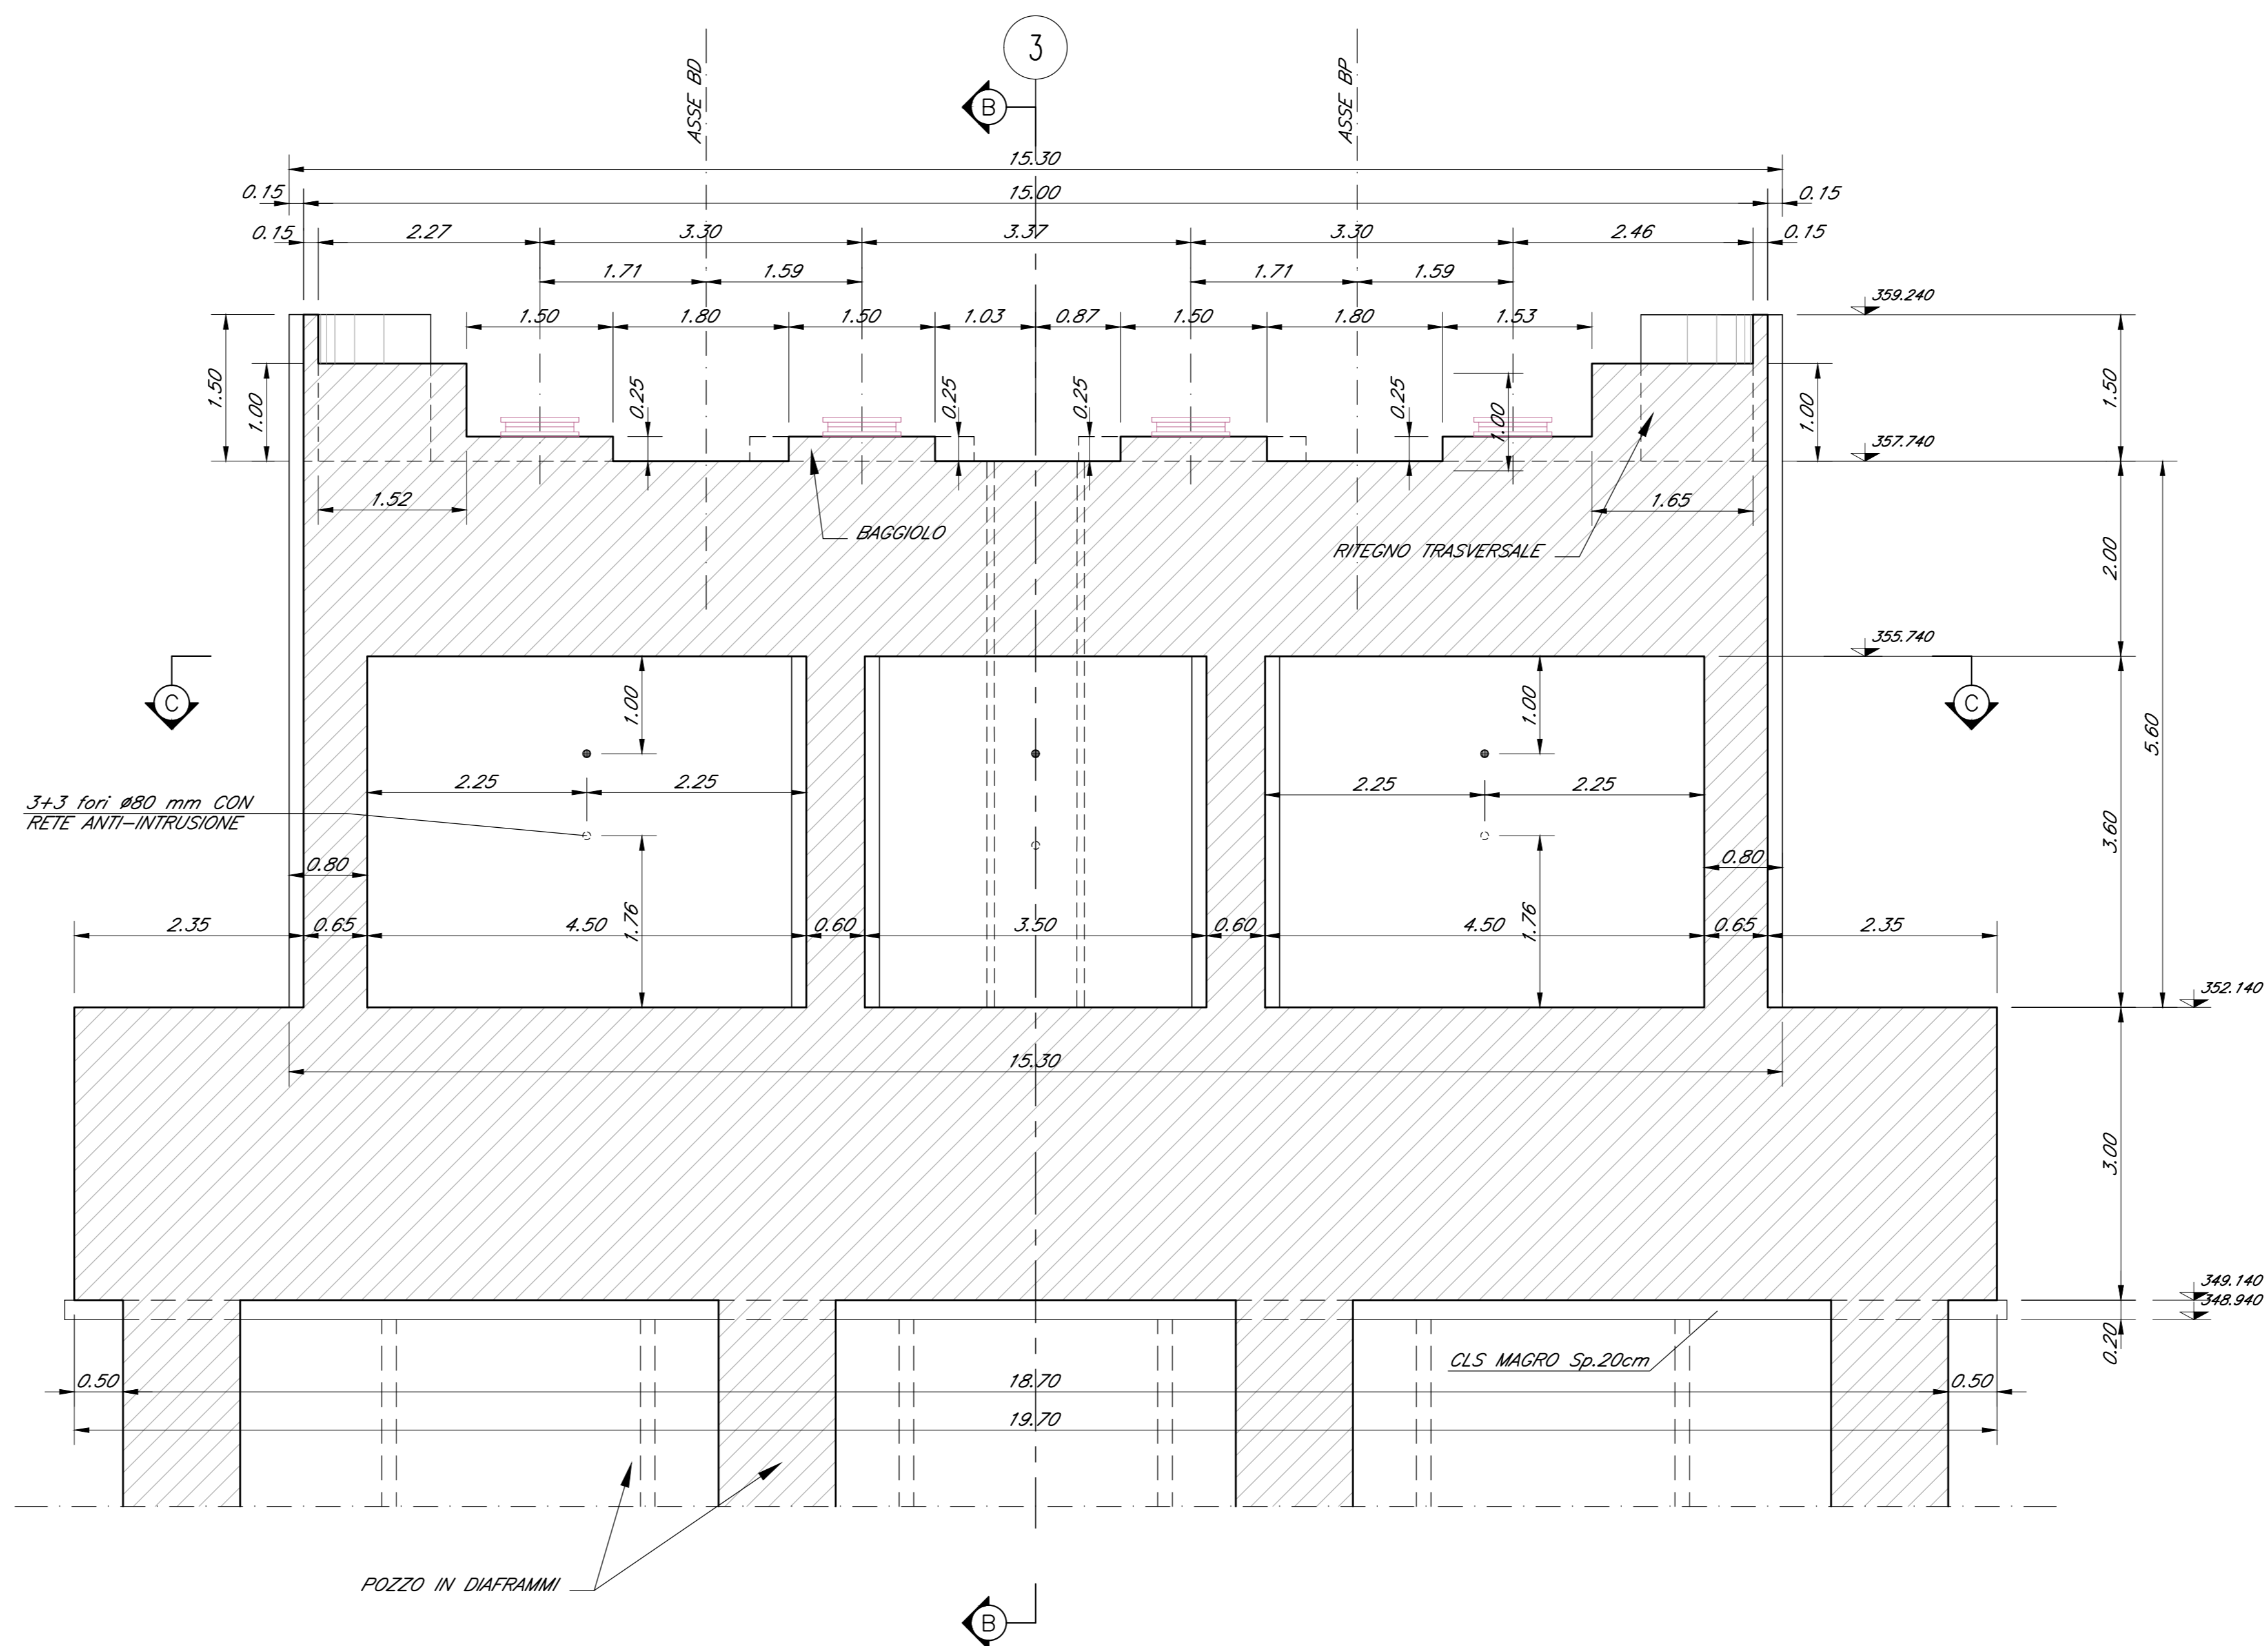 3
ASSE BD
ASSE BP
B
15.30
0.15 15.00 0.15
0.15 2.27 3.30 3.37 3.30 2.46 0.15
1.71 1.59 1.71 1.59
359.240
1.50 1.80 1.50 1.03 0.87 1.50 1.80 1.53
1.50 1.00 0.25 0.25 0.25 0.25 1.00 1.00 1.50
357.740
1.52 1.65
BAGGIOLO
RITEGNO TRASVERSALE
2.00
355.740
C C
1.00 1.00
5.60
2.25 2.25 2.25 2.25
3+3 fori ø80 mm CON
RETE ANTI-INTRUSIONE
3.60
0.80 0.80
2.35 0.65 4.50 1.76 0.60 3.50 0.60 4.50 1.76 0.65 2.35
352.140
15.30
3.00
349.140
348.940
0.20
CLS MAGRO Sp.20cm
0.50 18.70 0.50
19.70
POZZO IN DIAFRAMMI
B